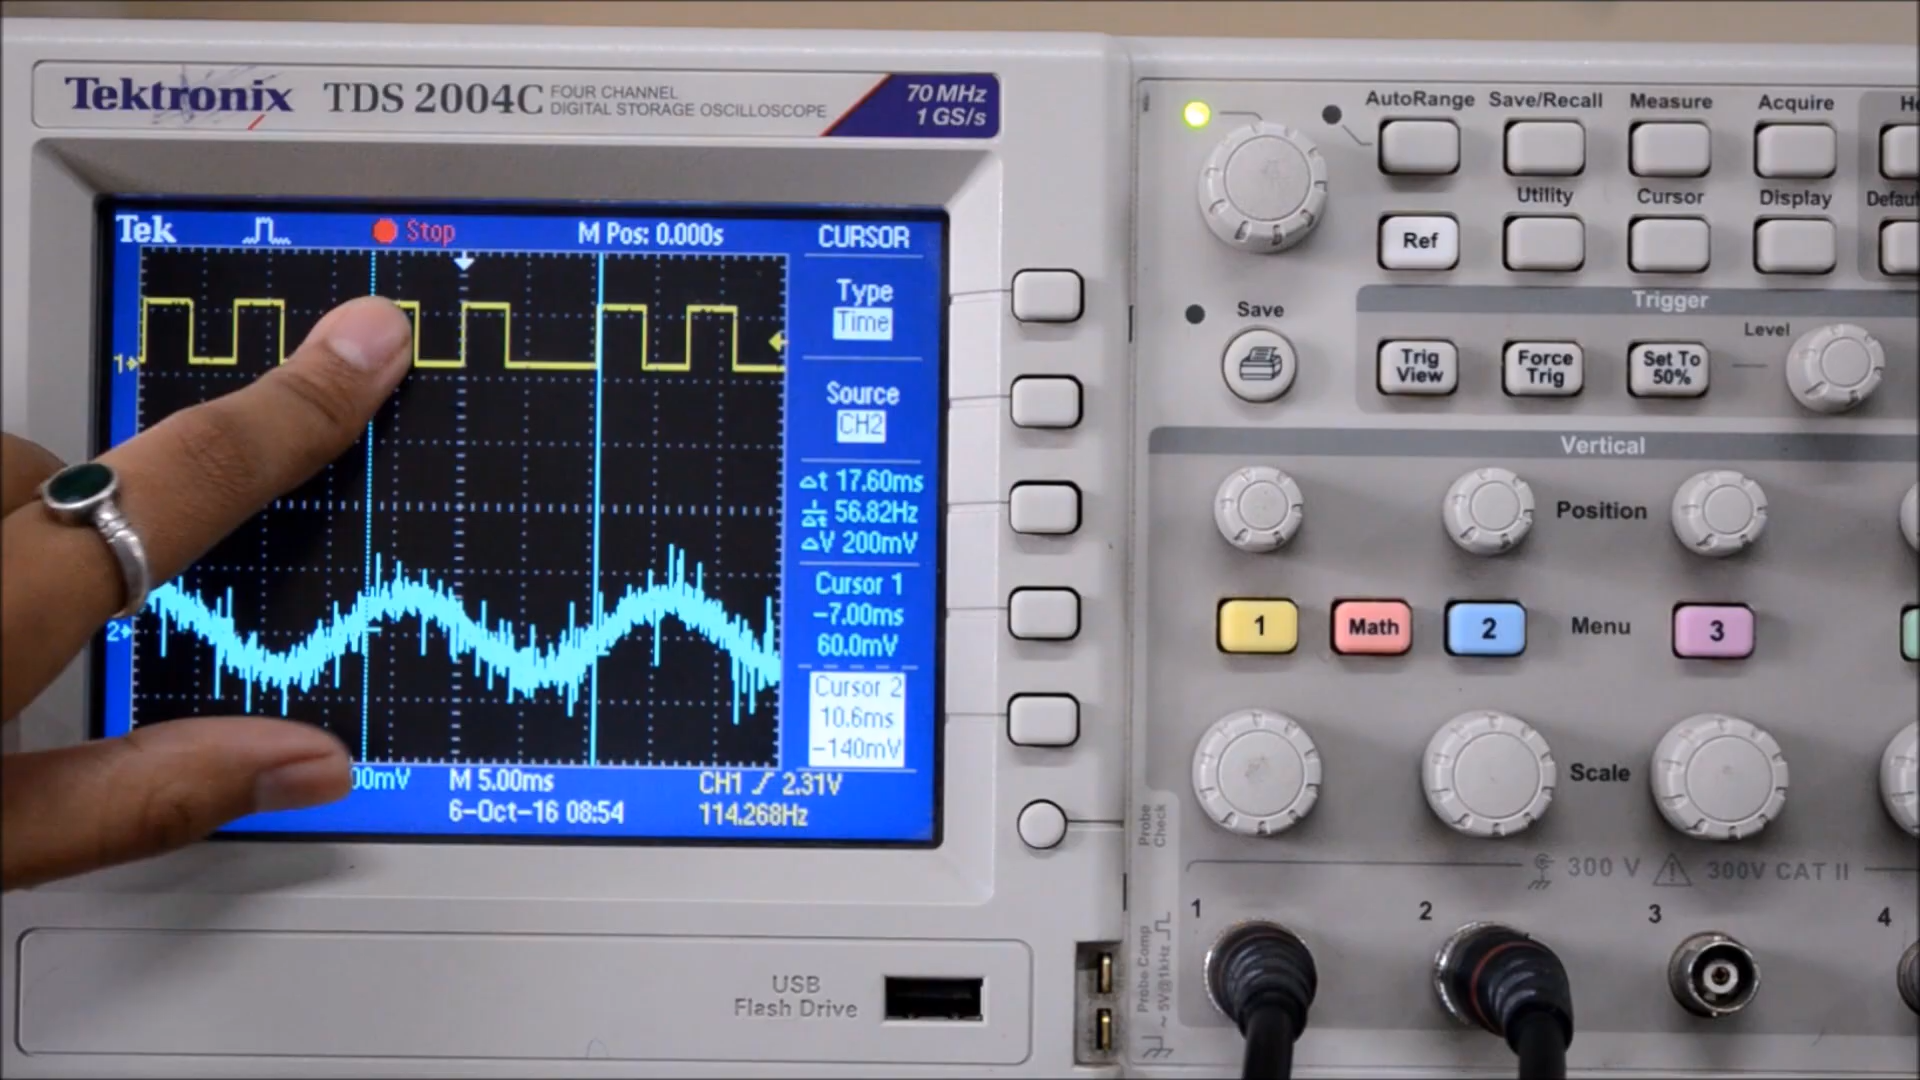 Tektronix TDS 2004C FOUR CHANNEL
DIGITAL STORAGE OSCILLOSCOPE
70 MHz
1 GS/s
Tek
Stop
M Pos: 0.000s
CURSOR
Type
Time
Source
CH2
Δt 17.60ms
1/Δt 56.82Hz
ΔV 200mV
Cursor 1
-7.00ms
60.0mV
Cursor 2
10.6ms
-140mV
1
2
00mV
M 5.00ms
CH1 2.31V
6-Oct-16 08:54
114.268Hz
USB
Flash Drive
AutoRange
Save/Recall
Measure
Acquire
Ref
Utility
Cursor
Display
Save
Trigger
Level
Trig
View
Force
Trig
Set To
50%
Vertical
Position
1
Math
2
Menu
3
Scale
Probe
Check
300 V
300V CAT II
1
2
3
4
Probe Comp
~ 5V@1kHz